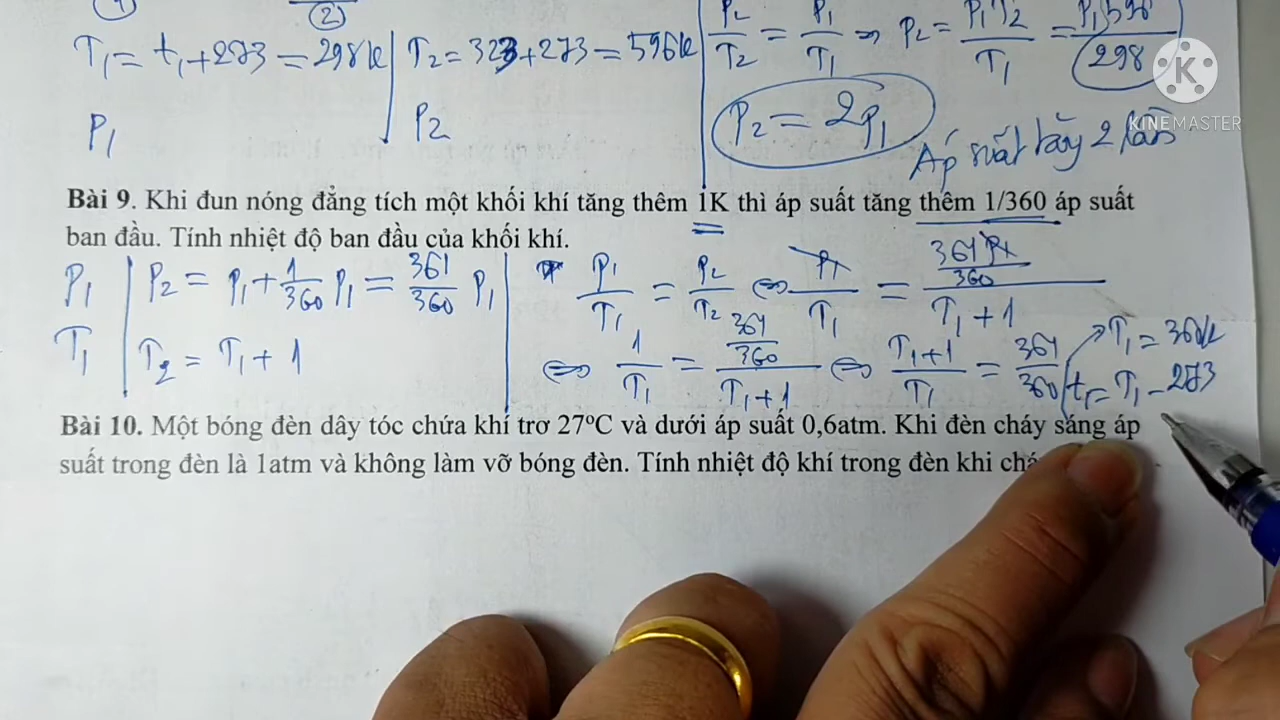 (2)
T₁ = t₁ + 273 = 298K | T₂ = 323 + 273 = 596K
P₁ | P₂
P₂/T₂ = P₁/T₁ ⇒ P₂ = P₁T₂/T₁ = P₁.596/298
P₂ = 2P₁
Áp suất tăng 2 lần
KINEMASTER
Bài 9. Khi đun nóng đẳng tích một khối khí tăng thêm 1K thì áp suất tăng thêm 1/360 áp suất
ban đầu. Tính nhiệt độ ban đầu của khối khí.
P₁ | P₂ = P₁ + 1/360 P₁ = 361/360 P₁
T₁ | T₂ = T₁ + 1
* P₁/T₁ = P₂/T₂ ⇔ P₁/T₁ = 361 P₁/360 / T₁ + 1
⇔ 1/T₁ = 361/360 / T₁ + 1 ⇔ T₁ + 1/T₁ = 361/360
T₁ = 360K
t₁ = T₁ - 273
Bài 10. Một bóng đèn dây tóc chứa khí trơ 27ºC và dưới áp suất 0,6atm. Khi đèn cháy sáng áp
suất trong đèn là 1atm và không làm vỡ bóng đèn. Tính nhiệt độ khí trong đèn khi